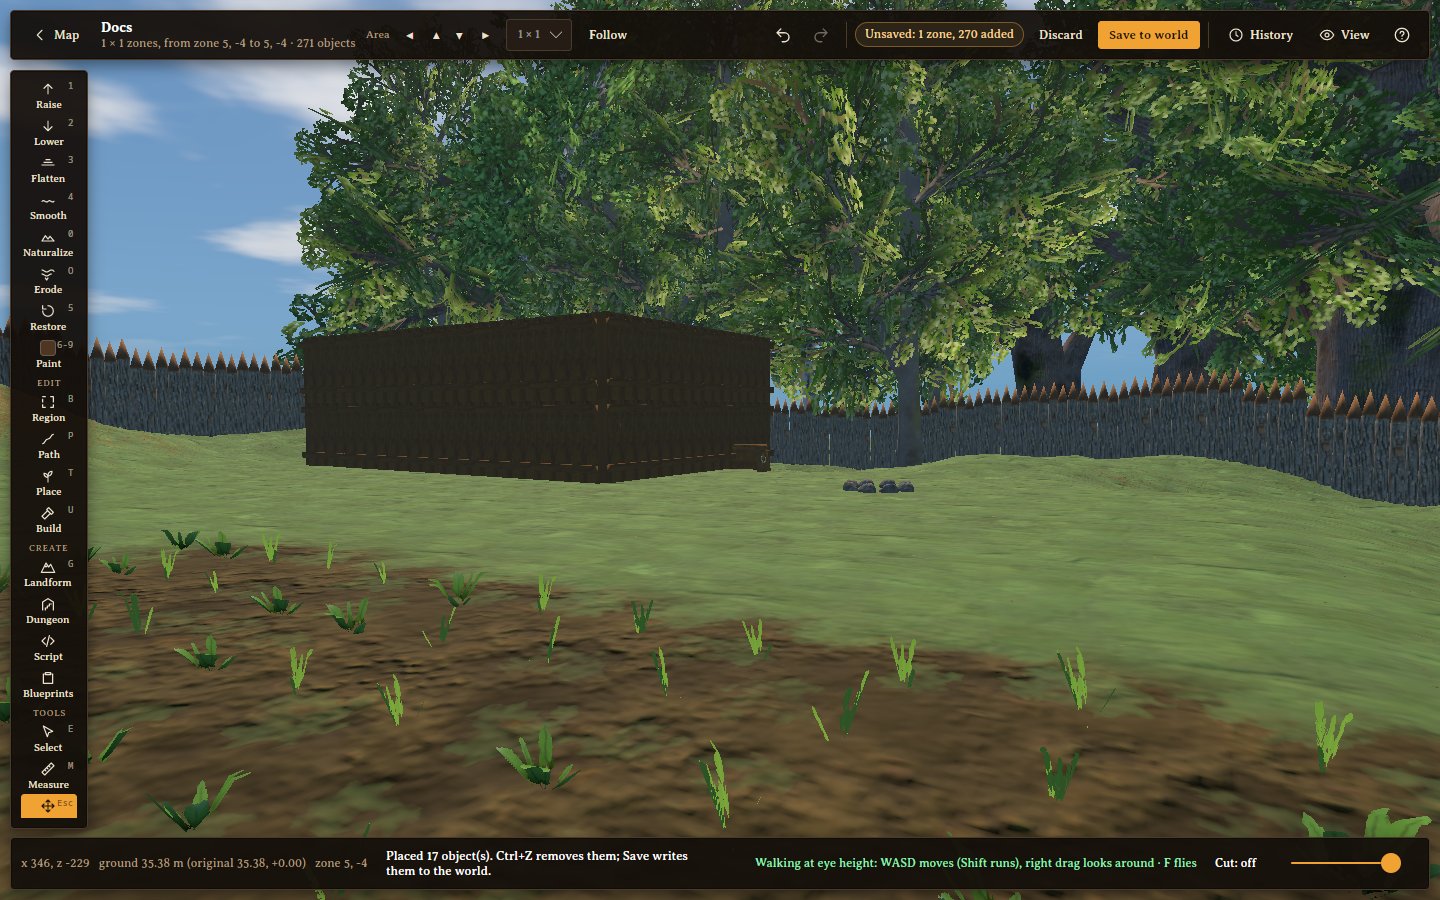 Map
Docs
1 × 1 zones, from zone 5, -4 to 5, -4 · 271 objects
Area
1 × 1
Follow
Unsaved: 1 zone, 270 added
Discard
Save to world
History
View
1
Raise
2
Lower
3
Flatten
4
Smooth
0
Naturalize
O
Erode
5
Restore
6-9
Paint
EDIT
B
Region
P
Path
T
Place
U
Build
CREATE
G
Landform
Dungeon
Script
Blueprints
TOOLS
E
Select
M
Measure
Esc
x 346, z -229 ground 35.38 m (original 35.38, +0.00) zone 5, -4
Placed 17 object(s). Ctrl+Z removes them; Save writes
them to the world.
Walking at eye height: WASD moves (Shift runs), right drag looks around · F flies
Cut: off